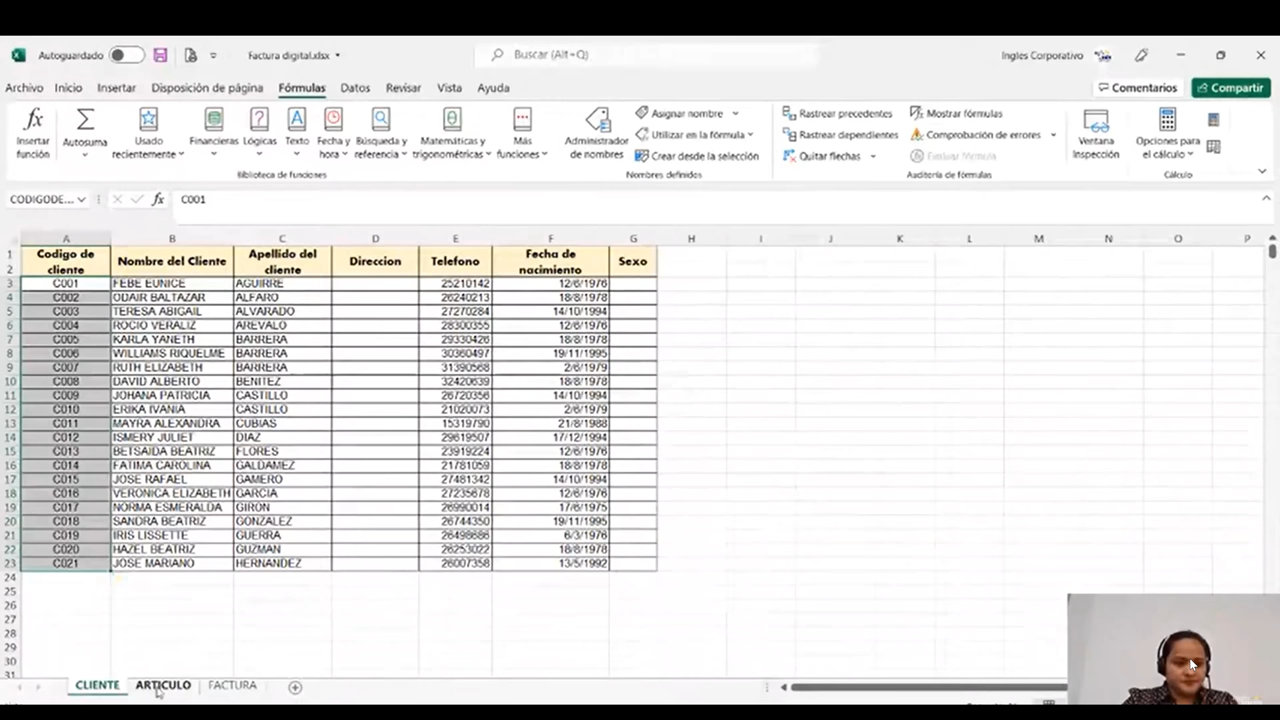 Autoguardado Factura digital.xlsx Buscar (Alt+Q) Ingles Corporativo
Archivo Inicio Insertar Disposición de página Fórmulas Datos Revisar Vista Ayuda Comentarios Compartir
Insertar función
Autosuma
Usado recientemente
Financieras
Lógicas
Texto
Fecha y hora
Búsqueda y referencia
Matemáticas y trigonométricas
Más funciones
Biblioteca de funciones
Administrador de nombres
Asignar nombre
Utilizar en la fórmula
Crear desde la selección
Nombres definidos
Rastrear precedentes
Rastrear dependientes
Quitar flechas
Mostrar fórmulas
Comprobación de errores
Evaluar fórmula
Auditoría de fórmulas
Ventana Inspección
Opciones para el cálculo
Cálculo
CODIGODE... fx C001
A B C D E F G H I J K L M N O P
1 2 Codigo de cliente Nombre del Cliente Apellido del cliente Direccion Telefono Fecha de nacimiento Sexo
3 C001 FEBE EUNICE AGUIRRE 25210142 12/6/1976
4 C002 ODAIR BALTAZAR ALFARO 26240213 18/8/1978
5 C003 TERESA ABIGAIL ALVARADO 27270284 14/10/1994
6 C004 ROCIO VERALIZ AREVALO 28300355 12/6/1976
7 C005 KARLA YANETH BARRERA 29330426 18/8/1978
8 C006 WILLIAMS RIQUELME BARRERA 30360497 19/11/1995
9 C007 RUTH ELIZABETH BARRERA 31390568 2/6/1979
10 C008 DAVID ALBERTO BENITEZ 32420639 18/8/1978
11 C009 JOHANA PATRICIA CASTILLO 26720356 14/10/1994
12 C010 ERIKA IVANIA CASTILLO 21020073 2/6/1979
13 C011 MAYRA ALEXANDRA CUBIAS 15319790 21/8/1988
14 C012 ISMERY JULIET DIAZ 29619507 17/12/1994
15 C013 BETSAIDA BEATRIZ FLORES 23919224 12/6/1976
16 C014 FATIMA CAROLINA GALDAMEZ 21781059 18/8/1978
17 C015 JOSE RAFAEL GAMERO 27481342 14/10/1994
18 C016 VERONICA ELIZABETH GARCIA 27235678 12/6/1976
19 C017 NORMA ESMERALDA GIRON 26990014 17/6/1975
20 C018 SANDRA BEATRIZ GONZALEZ 26744350 19/11/1995
21 C019 IRIS LISSETTE GUERRA 26498686 6/3/1976
22 C020 HAZEL BEATRIZ GUZMAN 26253022 18/8/1978
23 C021 JOSE MARIANO HERNANDEZ 26007358 13/5/1992
24
25
26
27
28
29
30
31
CLIENTE ARTICULO FACTURA